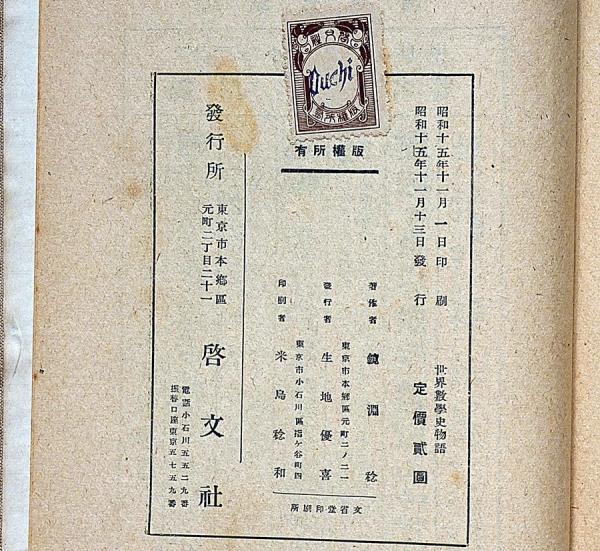 Ouchi
版權所有
昭和十五年十一月一日印刷
昭和十五年十一月十三日發行
世界數學史物語
定價貳圓
著作者 鏡淵稔
東京市本鄉區元町二ノ二一
發行者 生地優喜
東京市小石川區指ケ谷町四
印刷者 米島稔和
文省堂印刷所
發行所
東京市本鄉區
元町二丁目二十一
啓文社
電話小石川五五二九番
振替口座東京五七五九番